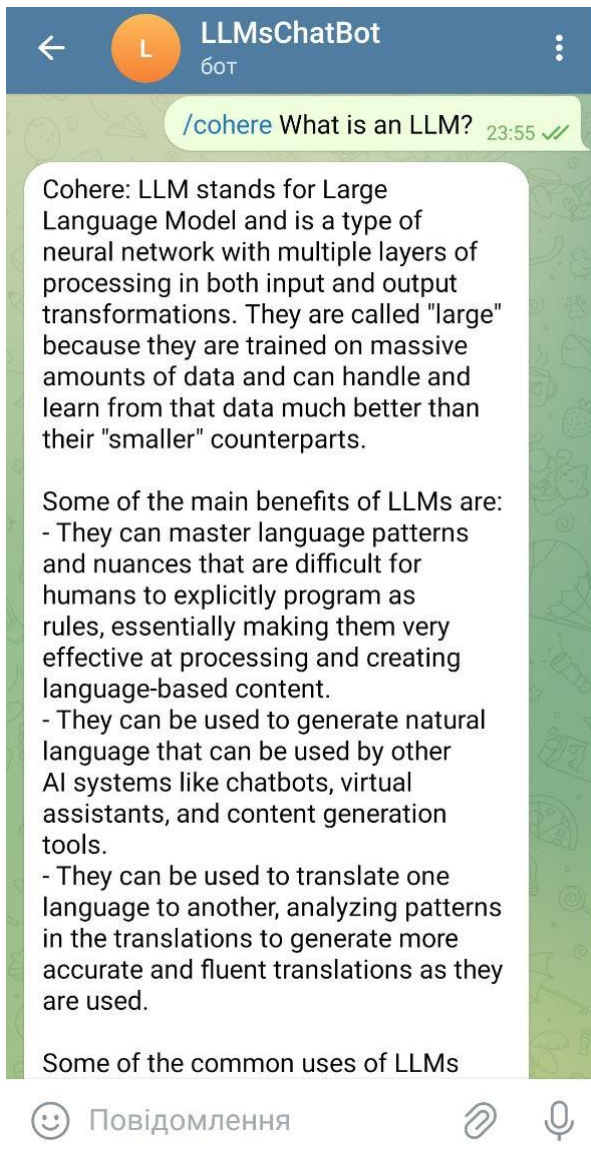 LLMsChatBot
L
бот
/cohere What is an LLM? 23:55
Cohere: LLM stands for Large
Language Model and is a type of
neural network with multiple layers of
processing in both input and output
transformations. They are called "large"
because they are trained on massive
amounts of data and can handle and
learn from that data much better than
their "smaller" counterparts.
Some of the main benefits of LLMs are:
- They can master language patterns
and nuances that are difficult for
humans to explicitly program as
rules, essentially making them very
effective at processing and creating
language-based content.
- They can be used to generate natural
language that can be used by other
AI systems like chatbots, virtual
assistants, and content generation
tools.
- They can be used to translate one
language to another, analyzing patterns
in the translations to generate more
accurate and fluent translations as they
are used.
Some of the common uses of LLMs
Повідомлення